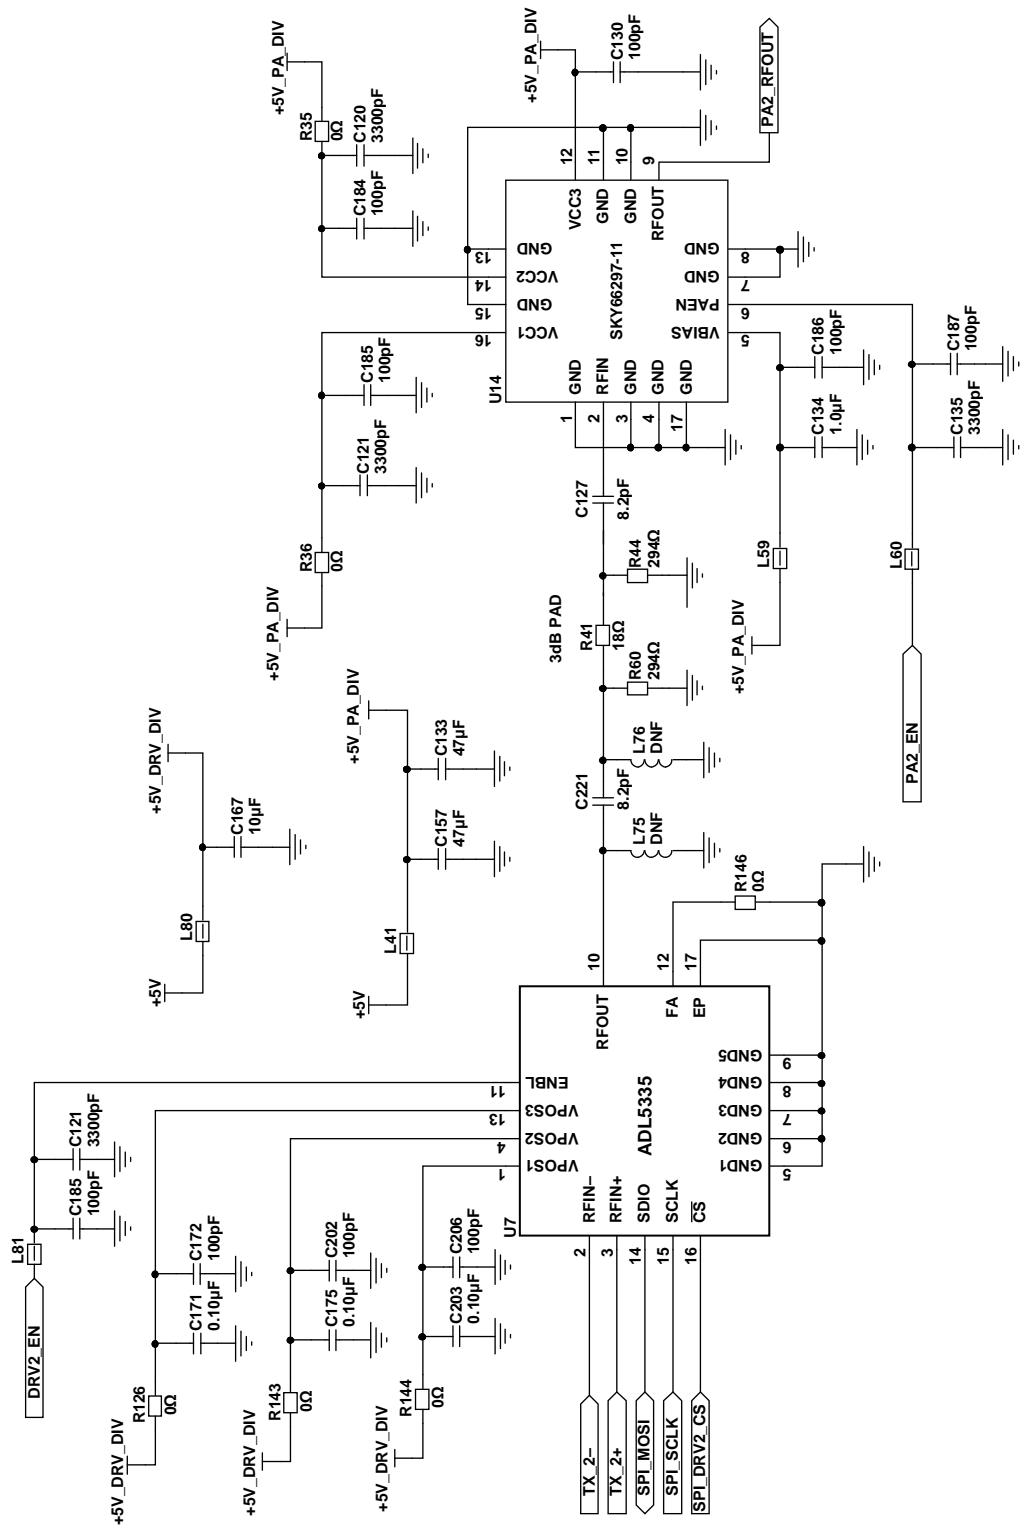 DRV2_EN
L81
C185
100pF
C121
3300pF
+5V_DRV_DIV
R126
0Ω
C171
0.10µF
C172
100pF
+5V_DRV_DIV
R143
0Ω
C175
0.10µF
C202
100pF
+5V_DRV_DIV
R144
0Ω
C203
0.10µF
C206
100pF
TX_2–
TX_2+
SPI_MOSI
SPI_SCLK
SPI_DRV2_CS
2
3
14
15
16
1
4
13
11
U7
RFIN–
RFIN+
SDIO
SCLK
CS
VPOS1
VPOS2
VPOS3
ENBL
ADL5335
GND1
GND2
GND3
GND4
GND5
5
6
7
8
9
RFOUT
FA
EP
10
12
17
R146
0Ω
+5V
L80
C167
10µF
+5V_DRV_DIV
+5V
L41
C157
47µF
C133
47µF
+5V_PA_DIV
L75
DNF
C221
8.2pF
L76
DNF
3dB PAD
R60
294Ω
R41
18Ω
R44
294Ω
C127
8.2pF
+5V_PA_DIV
R36
0Ω
C121
3300pF
C185
100pF
+5V_PA_DIV
L59
C134
1.0µF
C186
100pF
PA2_EN
L60
C135
3300pF
C187
100pF
U14
1
2
3
4
17
GND
RFIN
GND
GND
GND
16
15
14
13
VCC1
GND
VCC2
GND
SKY66297-11
VBIAS
PAEN
GND
GND
5
6
7
8
VCC3
GND
GND
RFOUT
12
11
10
9
+5V_PA_DIV
R35
0Ω
C184
100pF
C120
3300pF
+5V_PA_DIV
C130
100pF
PA2_RFOUT